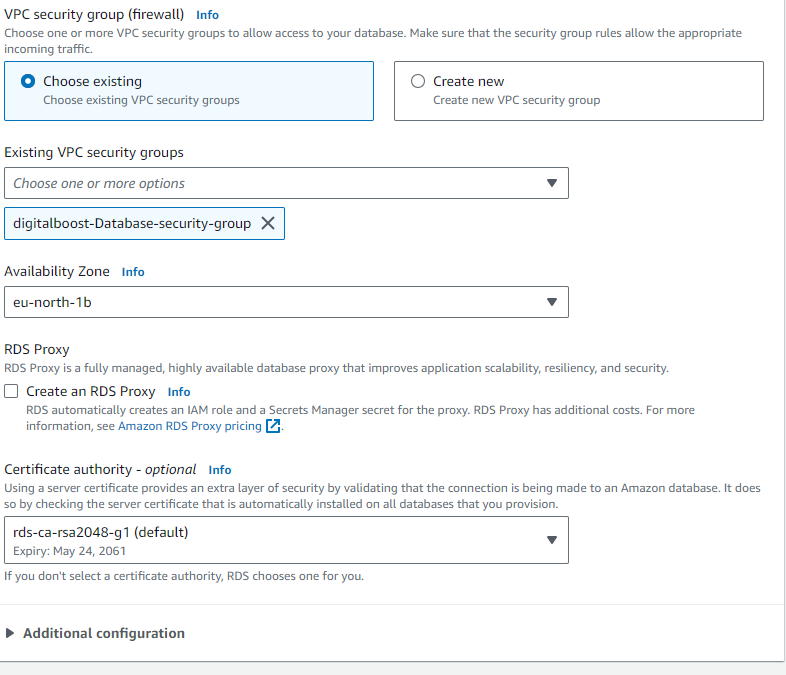 VPC security group (firewall) Info
Choose one or more VPC security groups to allow access to your database. Make sure that the security group rules allow the appropriate
incoming traffic.
Choose existing
Choose existing VPC security groups
Create new
Create new VPC security group
Existing VPC security groups
Choose one or more options
digitalboost-Database-security-group
Availability Zone Info
eu-north-1b
RDS Proxy
RDS Proxy is a fully managed, highly available database proxy that improves application scalability, resiliency, and security.
Create an RDS Proxy Info
RDS automatically creates an IAM role and a Secrets Manager secret for the proxy. RDS Proxy has additional costs. For more
information, see Amazon RDS Proxy pricing.
Certificate authority - optional Info
Using a server certificate provides an extra layer of security by validating that the connection is being made to an Amazon database. It does
so by checking the server certificate that is automatically installed on all databases that you provision.
rds-ca-rsa2048-g1 (default)
Expiry: May 24, 2061
If you don't select a certificate authority, RDS chooses one for you.
Additional configuration